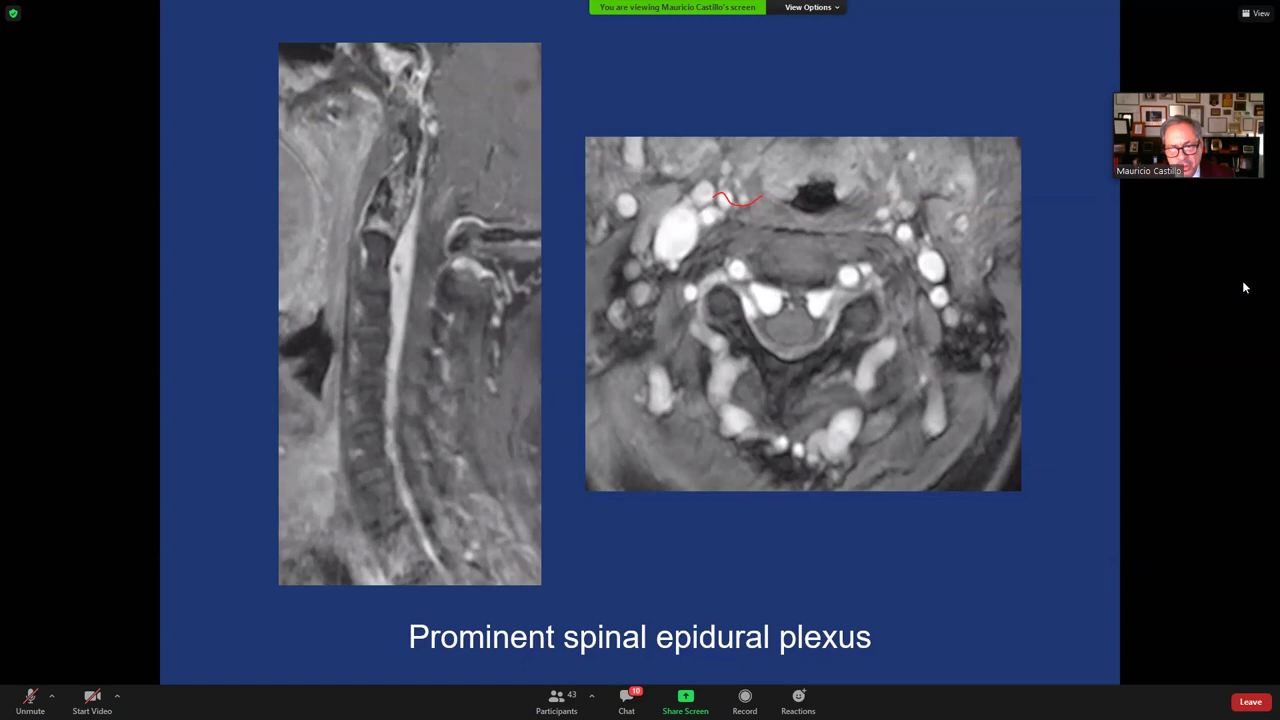 You are viewing Mauricio Castillo's screen
View Options
View
Mauricio Castillo
Prominent spinal epidural plexus
Unmute
Start Video
43
Participants
10
Chat
Share Screen
Record
Reactions
Leave